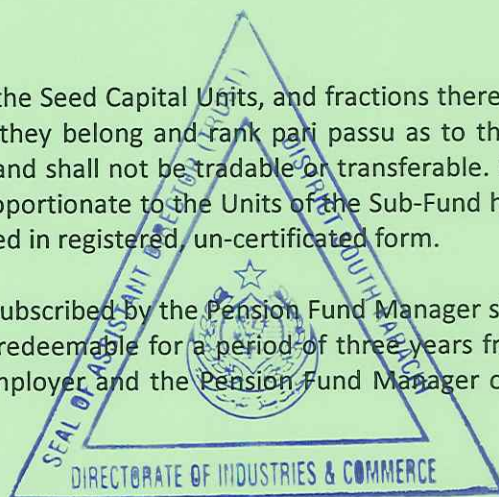 the Seed Capital Units, and fractions there
they belong and rank pari passu as to th
and shall not be tradable or transferable.
oportionate to the Units of the Sub-Fund h
ed in registered, un-certificated form.
ubscribed by the Pension Fund Manager s
redeemable for a period of three years fr
mployer and the Pension Fund Manager o
SEAL OF ASSISTANT DIRECTOR (TRUST)
DISTRICT SOUTH KARACHI
DIRECTORATE OF INDUSTRIES & COMMERCE